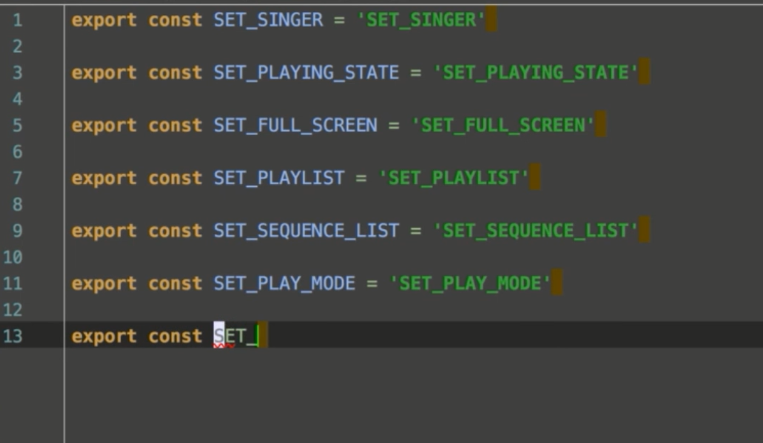 1 export const SET_SINGER = 'SET_SINGER'
2
3 export const SET_PLAYING_STATE = 'SET_PLAYING_STATE'
4
5 export const SET_FULL_SCREEN = 'SET_FULL_SCREEN'
6
7 export const SET_PLAYLIST = 'SET_PLAYLIST'
8
9 export const SET_SEQUENCE_LIST = 'SET_SEQUENCE_LIST'
10
11 export const SET_PLAY_MODE = 'SET_PLAY_MODE'
12
13 export const SET_